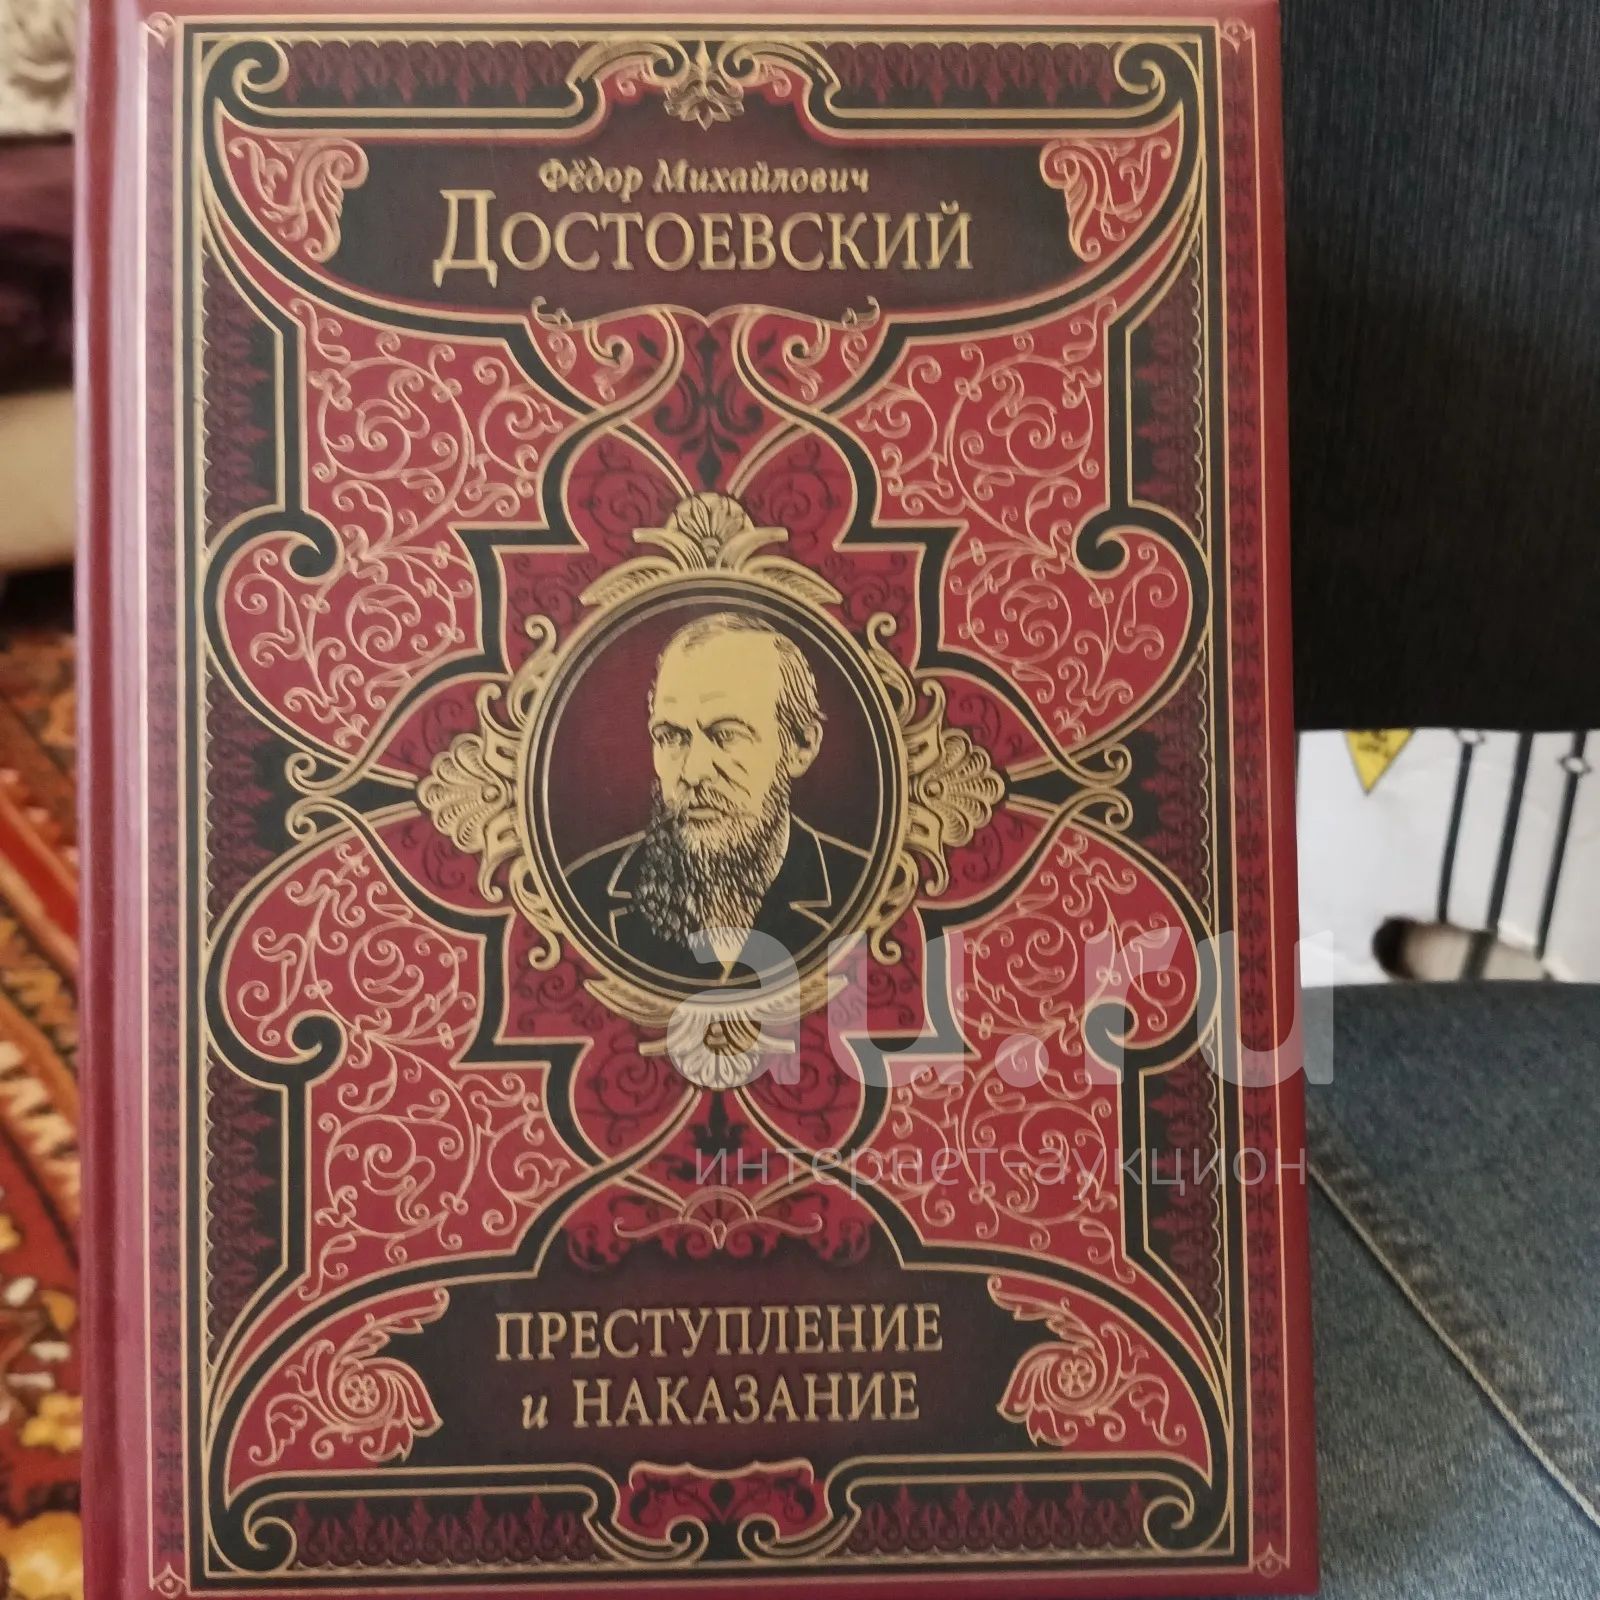 Фёдор Михайлович
ДОСТОЕВСКИЙ
au.ru
интернет-аукцион
ПРЕСТУПЛЕНИЕ
и НАКАЗАНИЕ